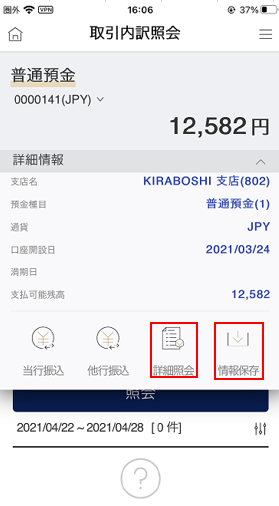 圏外 VPN 16:06 37%
取引内訳照会
普通預金
0000141(JPY)
12,582 円
詳細情報
支店名 KIRABOSHI 支店(802)
預金種目 普通預金(1)
通貨 JPY
口座開設日 2021/03/24
満期日
支払可能残高 12,582
当行振込 他行振込 詳細照会 情報保存
照会
2021/04/22 ~ 2021/04/28 [ 0 件]
?